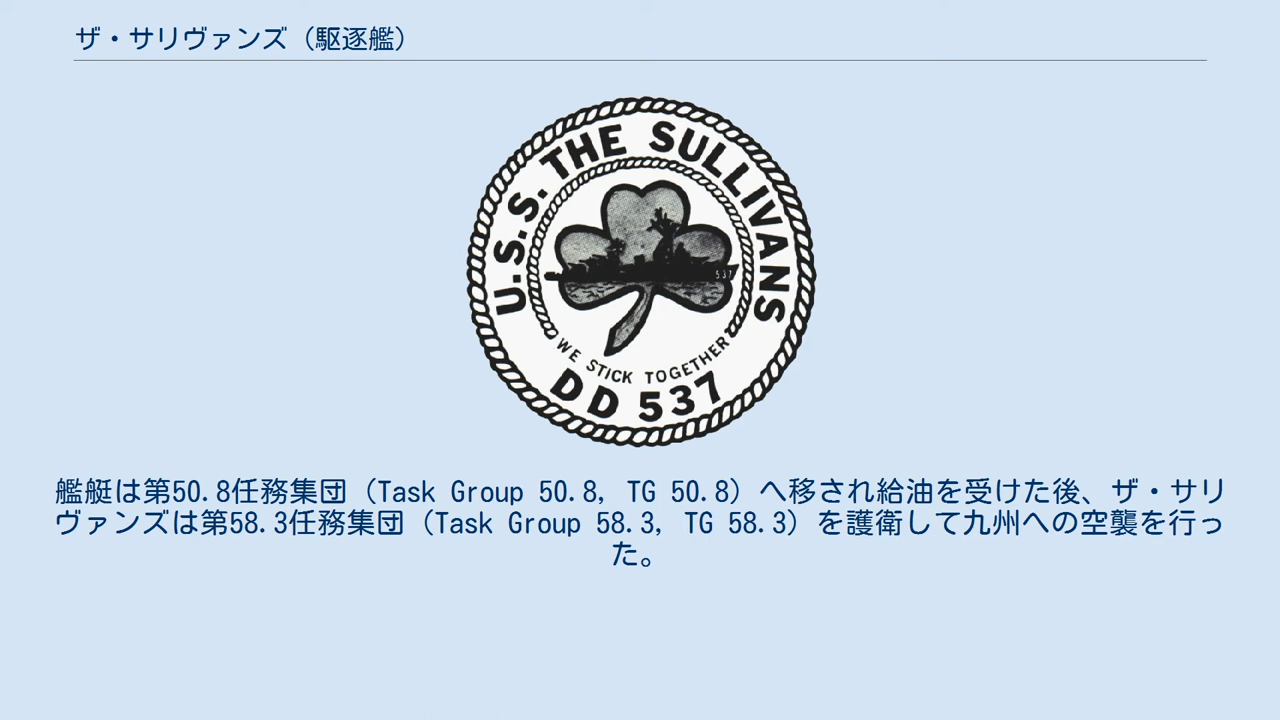 ザ・サリヴァンズ（駆逐艦）
U.S.S. THE SULLIVANS
537
WE STICK TOGETHER
DD 537
艦艇は第50.8任務集団（Task Group 50.8, TG 50.8）へ移され給油を受けた後、ザ・サリ
ヴァンズは第58.3任務集団（Task Group 58.3, TG 58.3）を護衛して九州への空襲を行っ
た。